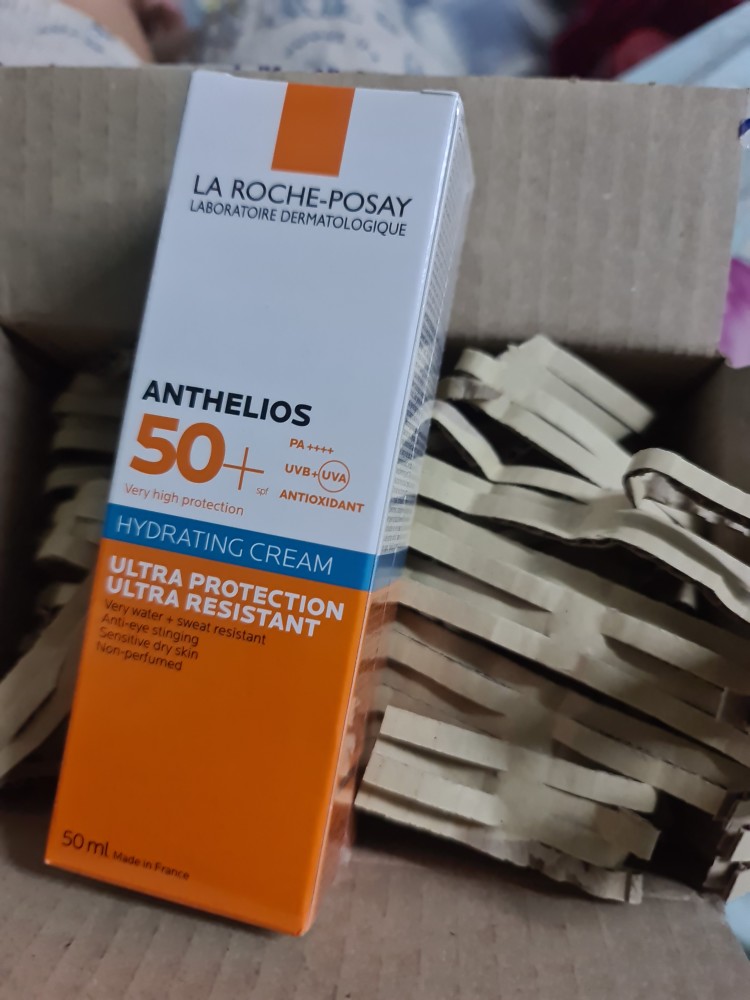 LA ROCHE-POSAY
LABORATOIRE DERMATOLOGIQUE
ANTHELIOS
50+
spf
Very high protection
PA++++
UVB+UVA
ANTIOXIDANT
HYDRATING CREAM
ULTRA PROTECTION
ULTRA RESISTANT
Very water + sweat resistant
Anti-eye stinging
Sensitive dry skin
Non-perfumed
50 ml Made in France